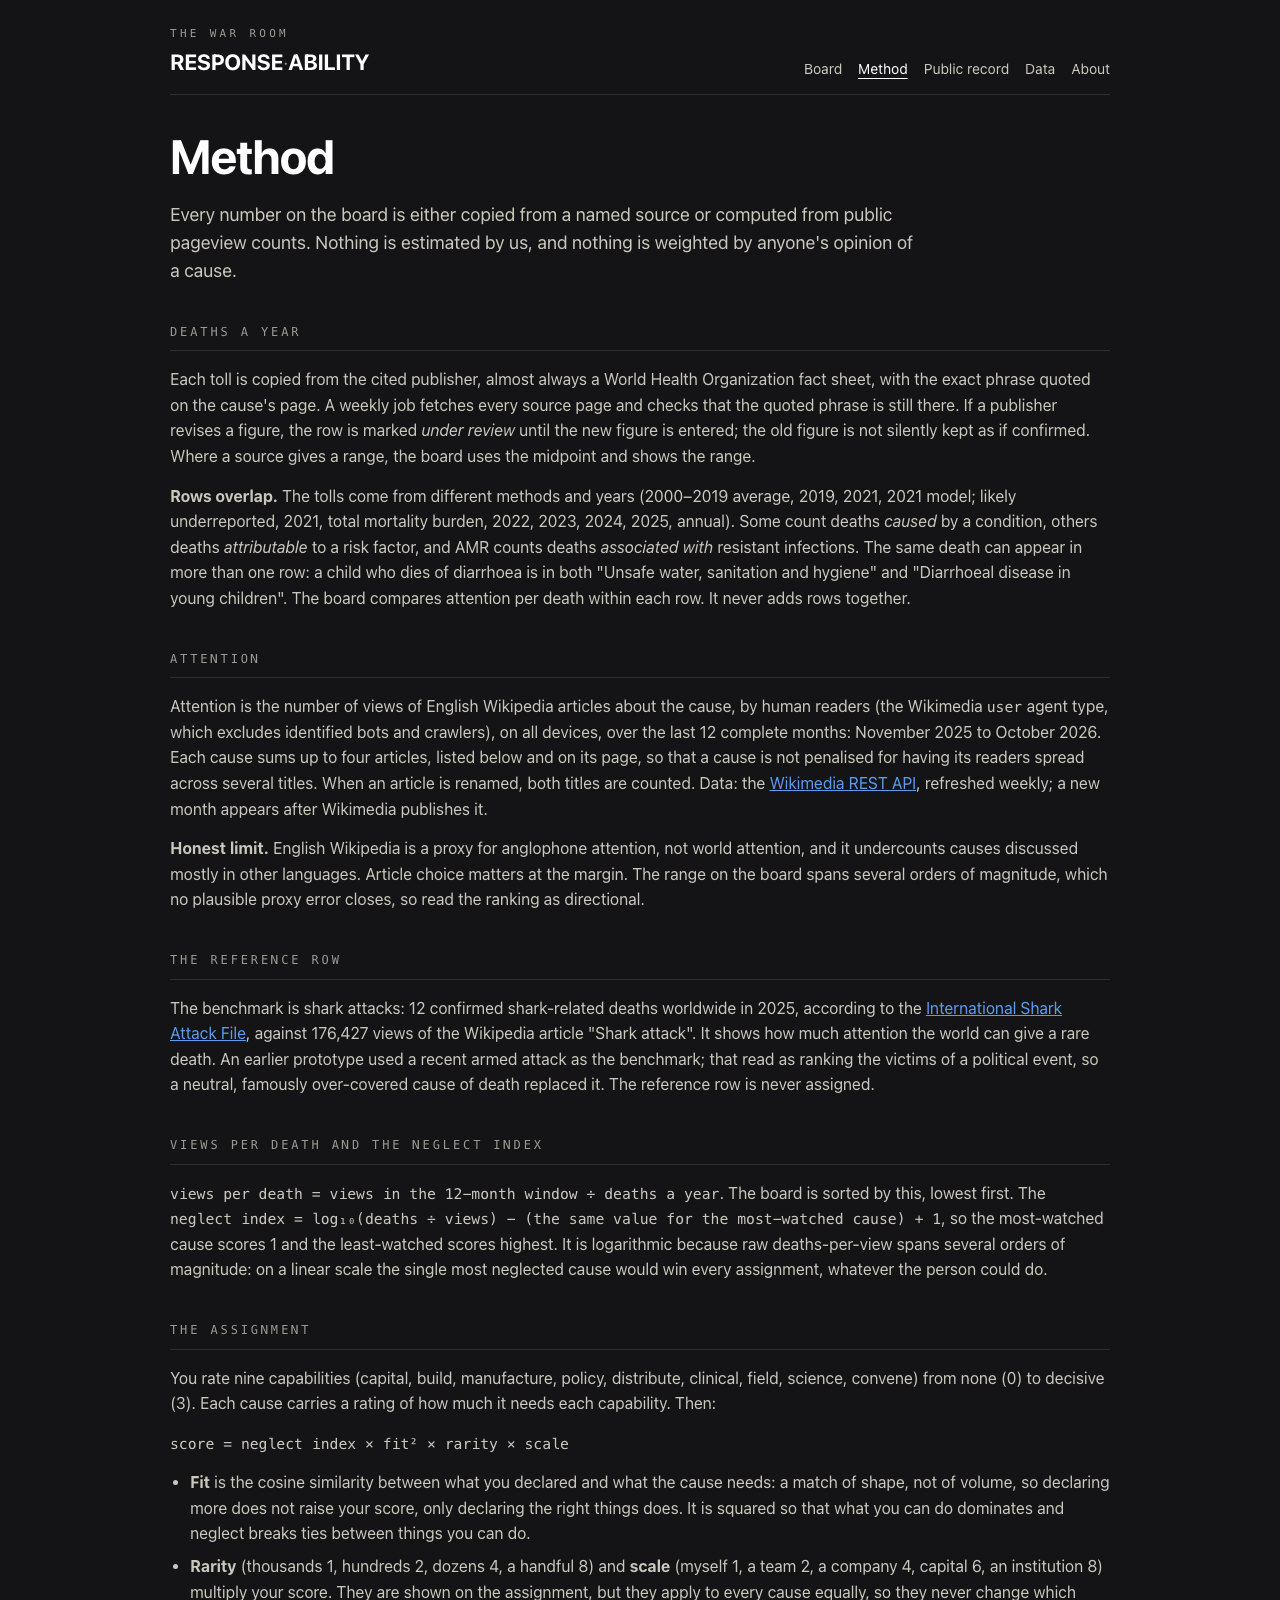 THE WAR ROOM
RESPONSE·ABILITY
Board Method Public record Data About
Method
Every number on the board is either copied from a named source or computed from public
pageview counts. Nothing is estimated by us, and nothing is weighted by anyone's opinion of
a cause.
DEATHS A YEAR
Each toll is copied from the cited publisher, almost always a World Health Organization fact sheet, with the exact phrase quoted
on the cause's page. A weekly job fetches every source page and checks that the quoted phrase is still there. If a publisher
revises a figure, the row is marked under review until the new figure is entered; the old figure is not silently kept as if confirmed.
Where a source gives a range, the board uses the midpoint and shows the range.
Rows overlap. The tolls come from different methods and years (2000–2019 average, 2019, 2021, 2021 model; likely
underreported, 2021, total mortality burden, 2022, 2023, 2024, 2025, annual). Some count deaths caused by a condition, others
deaths attributable to a risk factor, and AMR counts deaths associated with resistant infections. The same death can appear in
more than one row: a child who dies of diarrhoea is in both "Unsafe water, sanitation and hygiene" and "Diarrhoeal disease in
young children". The board compares attention per death within each row. It never adds rows together.
ATTENTION
Attention is the number of views of English Wikipedia articles about the cause, by human readers (the Wikimedia user agent type,
which excludes identified bots and crawlers), on all devices, over the last 12 complete months: November 2025 to October 2026.
Each cause sums up to four articles, listed below and on its page, so that a cause is not penalised for having its readers spread
across several titles. When an article is renamed, both titles are counted. Data: the Wikimedia REST API, refreshed weekly; a new
month appears after Wikimedia publishes it.
Honest limit. English Wikipedia is a proxy for anglophone attention, not world attention, and it undercounts causes discussed
mostly in other languages. Article choice matters at the margin. The range on the board spans several orders of magnitude, which
no plausible proxy error closes, so read the ranking as directional.
THE REFERENCE ROW
The benchmark is shark attacks: 12 confirmed shark-related deaths worldwide in 2025, according to the International Shark
Attack File, against 176,427 views of the Wikipedia article "Shark attack". It shows how much attention the world can give a rare
death. An earlier prototype used a recent armed attack as the benchmark; that read as ranking the victims of a political event, so
a neutral, famously over-covered cause of death replaced it. The reference row is never assigned.
VIEWS PER DEATH AND THE NEGLECT INDEX
views per death = views in the 12-month window ÷ deaths a year. The board is sorted by this, lowest first. The
neglect index = log₁₀(deaths ÷ views) − (the same value for the most-watched cause) + 1, so the most-watched
cause scores 1 and the least-watched scores highest. It is logarithmic because raw deaths-per-view spans several orders of
magnitude: on a linear scale the single most neglected cause would win every assignment, whatever the person could do.
THE ASSIGNMENT
You rate nine capabilities (capital, build, manufacture, policy, distribute, clinical, field, science, convene) from none (0) to decisive
(3). Each cause carries a rating of how much it needs each capability. Then:
score = neglect index × fit² × rarity × scale
• Fit is the cosine similarity between what you declared and what the cause needs: a match of shape, not of volume, so declaring
more does not raise your score, only declaring the right things does. It is squared so that what you can do dominates and
neglect breaks ties between things you can do.
• Rarity (thousands 1, hundreds 2, dozens 4, a handful 8) and scale (myself 1, a team 2, a company 4, capital 6, an institution 8)
multiply your score. They are shown on the assignment, but they apply to every cause equally, so they never change which